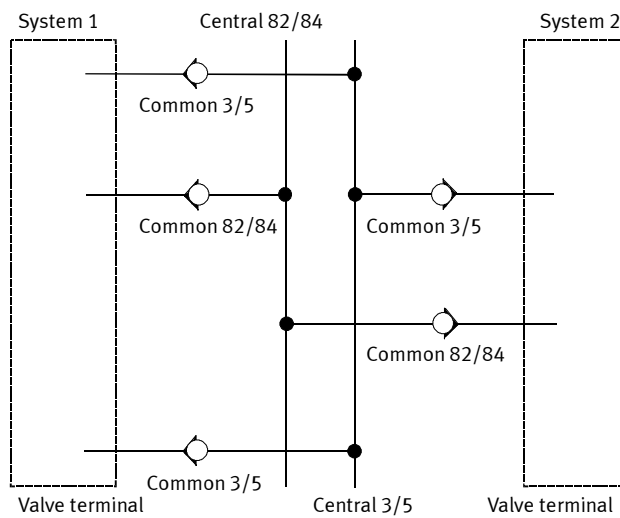 System 1
Central 82/84
System 2
Common 3/5
Common 82/84
Common 3/5
Common 82/84
Common 3/5
Central 3/5
Valve terminal
Valve terminal